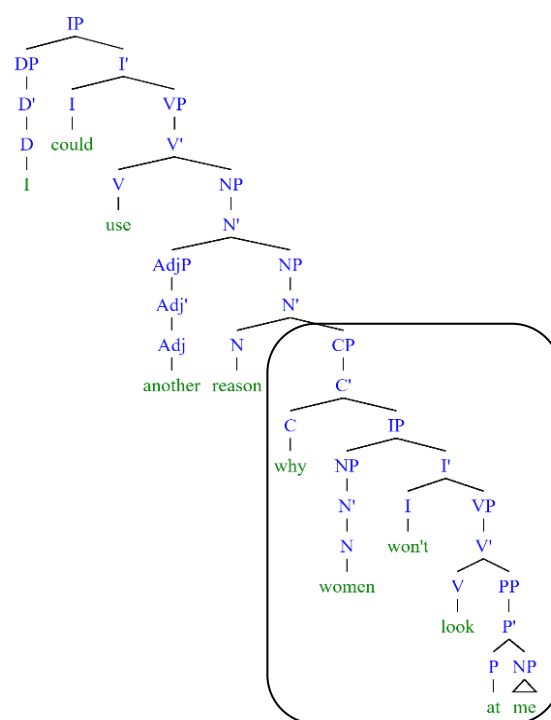 IP
DP I'
D' I VP
D could V'
I V NP
use N'
AdjP NP
Adj' N'
Adj N CP
another reason C'
C IP
why NP I'
N' I VP
N won't V'
women V PP
look P'
P NP
at me